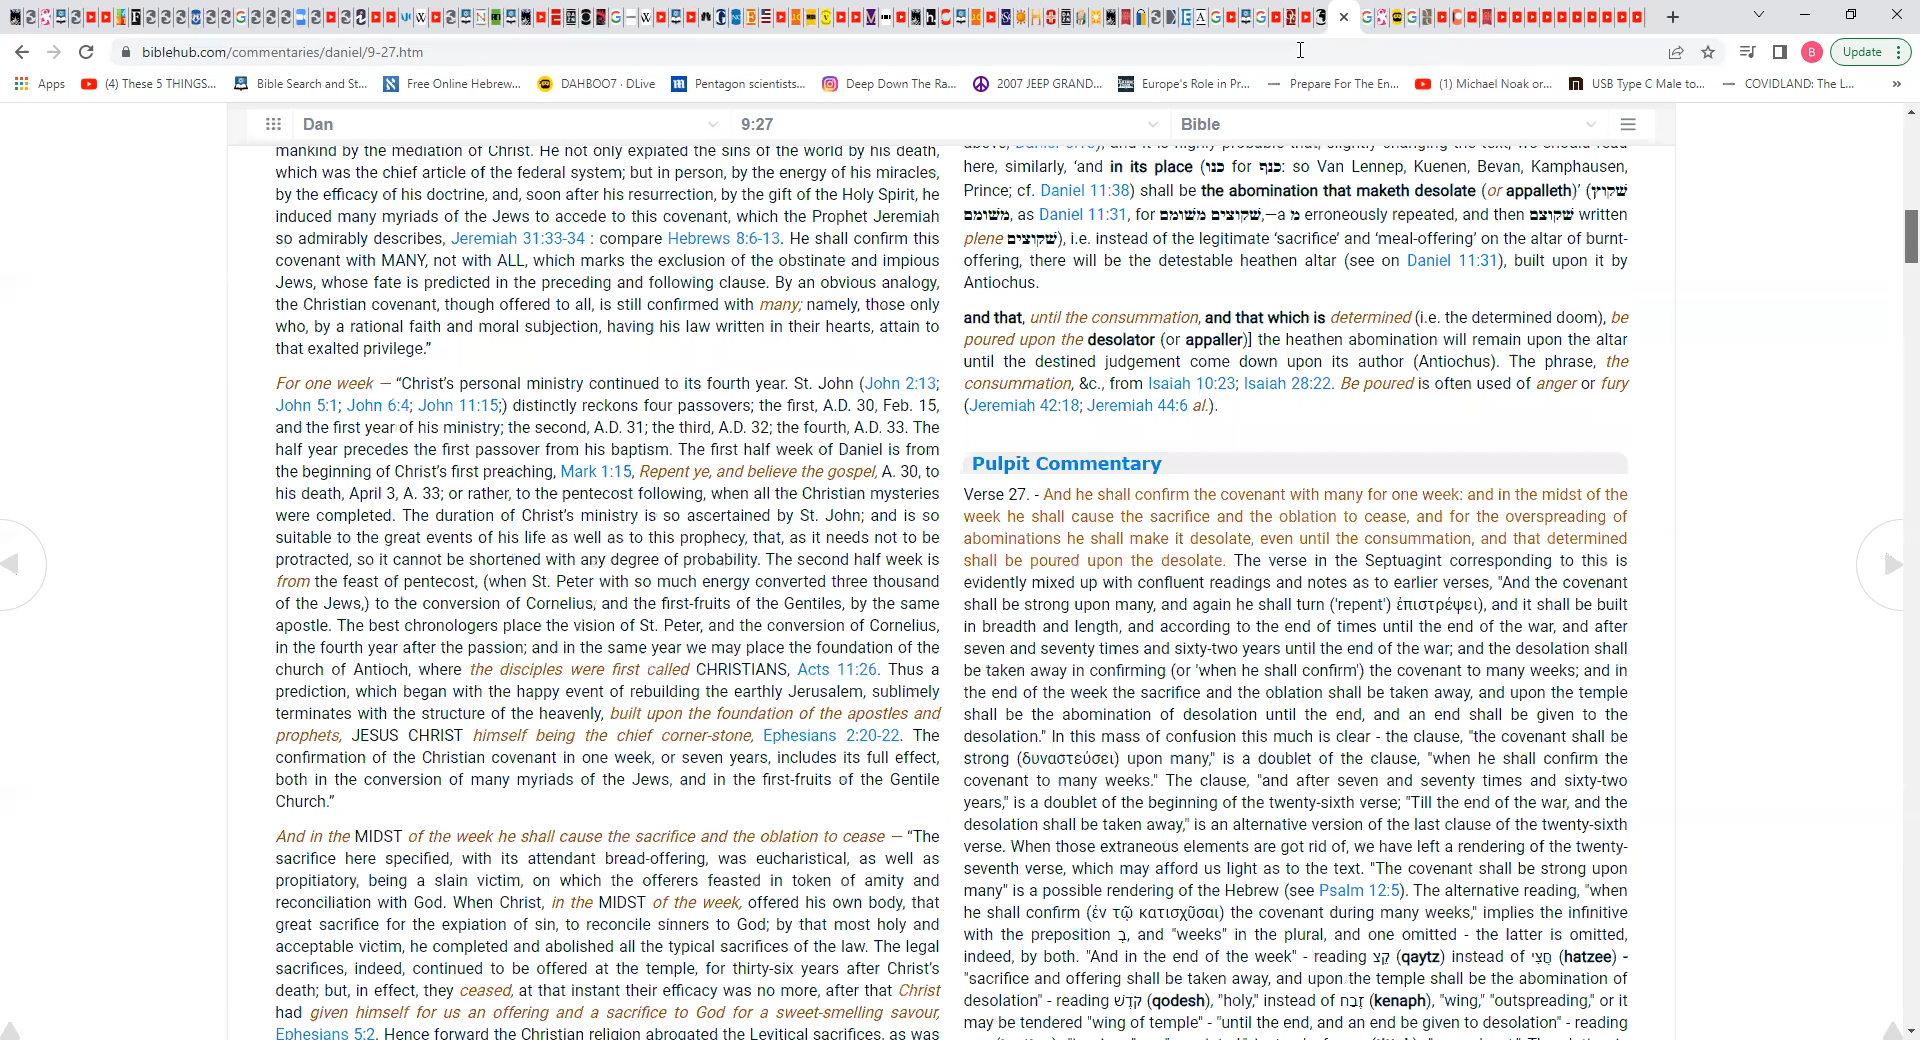 biblehub.com/commentaries/daniel/9-27.htm
B
Update
Apps
(4) These 5 THINGS...
Bible Search and St...
Free Online Hebrew...
DAHBOO7 · DLive
Pentagon scientists...
Deep Down The Ra...
2007 JEEP GRAND...
Europe's Role in Pr...
Prepare For The En...
(1) Michael Noak or...
USB Type C Male to...
COVIDLAND: The L...
»
Dan
9:27
Bible
mankind by the mediation of Christ. He not only expiated the sins of the world by his death,
which was the chief article of the federal system; but in person, by the energy of his miracles,
by the efficacy of his doctrine, and, soon after his resurrection, by the gift of the Holy Spirit, he
induced many myriads of the Jews to accede to this covenant, which the Prophet Jeremiah
so admirably describes, Jeremiah 31:33-34 : compare Hebrews 8:6-13. He shall confirm this
covenant with MANY, not with ALL, which marks the exclusion of the obstinate and impious
Jews, whose fate is predicted in the preceding and following clause. By an obvious analogy,
the Christian covenant, though offered to all, is still confirmed with many; namely, those only
who, by a rational faith and moral subjection, having his law written in their hearts, attain to
that exalted privilege.”
For one week — “Christ’s personal ministry continued to its fourth year. St. John (John 2:13;
John 5:1; John 6:4; John 11:15;) distinctly reckons four passovers; the first, A.D. 30, Feb. 15,
and the first year of his ministry; the second, A.D. 31; the third, A.D. 32; the fourth, A.D. 33. The
half year precedes the first passover from his baptism. The first half week of Daniel is from
the beginning of Christ’s first preaching, Mark 1:15, Repent ye, and believe the gospel, A. 30, to
his death, April 3, A. 33; or rather, to the pentecost following, when all the Christian mysteries
were completed. The duration of Christ’s ministry is so ascertained by St. John; and is so
suitable to the great events of his life as well as to this prophecy, that, as it needs not to be
protracted, so it cannot be shortened with any degree of probability. The second half week is
from the feast of pentecost, (when St. Peter with so much energy converted three thousand
of the Jews,) to the conversion of Cornelius, and the first-fruits of the Gentiles, by the same
apostle. The best chronologers place the vision of St. Peter, and the conversion of Cornelius,
in the fourth year after the passion; and in the same year we may place the foundation of the
church of Antioch, where the disciples were first called CHRISTIANS, Acts 11:26. Thus a
prediction, which began with the happy event of rebuilding the earthly Jerusalem, sublimely
terminates with the structure of the heavenly, built upon the foundation of the apostles and
prophets, JESUS CHRIST himself being the chief corner-stone, Ephesians 2:20-22. The
confirmation of the Christian covenant in one week, or seven years, includes its full effect,
both in the conversion of many myriads of the Jews, and in the first-fruits of the Gentile
Church.”
And in the MIDST of the week he shall cause the sacrifice and the oblation to cease — “The
sacrifice here specified, with its attendant bread-offering, was eucharistical, as well as
propitiatory, being a slain victim, on which the offerers feasted in token of amity and
reconciliation with God. When Christ, in the MIDST of the week, offered his own body, that
great sacrifice for the expiation of sin, to reconcile sinners to God; by that most holy and
acceptable victim, he completed and abolished all the typical sacrifices of the law. The legal
sacrifices, indeed, continued to be offered at the temple, for thirty-six years after Christ’s
death; but, in effect, they ceased, at that instant their efficacy was no more, after that Christ
had given himself for us an offering and a sacrifice to God for a sweet-smelling savour,
Ephesians 5:2. Hence forward the Christian religion abrogated the Levitical sacrifices, as was
here, similarly, ‘and in its place (כנו for כנף: so Van Lennep, Kuenen, Bevan, Kamphausen,
Prince; cf. Daniel 11:38) shall be the abomination that maketh desolate (or appalleth)’ (שקוץ
משומם, as Daniel 11:31, for שקוצים משומם,—a מ erroneously repeated, and then שקוצם written
plene שקוצים), i.e. instead of the legitimate ‘sacrifice’ and ‘meal-offering’ on the altar of burnt-
offering, there will be the detestable heathen altar (see on Daniel 11:31), built upon it by
Antiochus.
and that, until the consummation, and that which is determined (i.e. the determined doom), be
poured upon the desolator (or appaller)] the heathen abomination will remain upon the altar
until the destined judgement come down upon its author (Antiochus). The phrase, the
consummation, &c., from Isaiah 10:23; Isaiah 28:22. Be poured is often used of anger or fury
(Jeremiah 42:18; Jeremiah 44:6 al.).
Pulpit Commentary
Verse 27. - And he shall confirm the covenant with many for one week: and in the midst of the
week he shall cause the sacrifice and the oblation to cease, and for the overspreading of
abominations he shall make it desolate, even until the consummation, and that determined
shall be poured upon the desolate. The verse in the Septuagint corresponding to this is
evidently mixed up with confluent readings and notes as to earlier verses, "And the covenant
shall be strong upon many, and again he shall turn ('repent') ἐπιστρέψει), and it shall be built
in breadth and length, and according to the end of times until the end of the war, and after
seven and seventy times and sixty-two years until the end of the war; and the desolation shall
be taken away in confirming (or 'when he shall confirm') the covenant to many weeks; and in
the end of the week the sacrifice and the oblation shall be taken away, and upon the temple
shall be the abomination of desolation until the end, and an end shall be given to the
desolation." In this mass of confusion this much is clear - the clause, "the covenant shall be
strong (δυναστεύσει) upon many," is a doublet of the clause, "when he shall confirm the
covenant to many weeks." The clause, "and after seven and seventy times and sixty-two
years," is a doublet of the beginning of the twenty-sixth verse; "Till the end of the war, and the
desolation shall be taken away," is an alternative version of the last clause of the twenty-sixth
verse. When those extraneous elements are got rid of, we have left a rendering of the twenty-
seventh verse, which may afford us light as to the text. "The covenant shall be strong upon
many" is a possible rendering of the Hebrew (see Psalm 12:5). The alternative reading, "when
he shall confirm (ἐν τῷ κατισχῦσαι) the covenant during many weeks," implies the infinitive
with the preposition בְ, and "weeks" in the plural, and one omitted - the latter is omitted,
indeed, by both. "And in the end of the week" - reading קֵצ (qaytz) instead of חֲצִי (hatzee) -
"sacrifice and offering shall be taken away, and upon the temple shall be the abomination of
desolation" - reading קדֶשׁ (qodesh), "holy," instead of (kenaph), "wing," "outspreading," or it
may be tendered "wing of temple" - "until the end, and an end be given to desolation" - reading